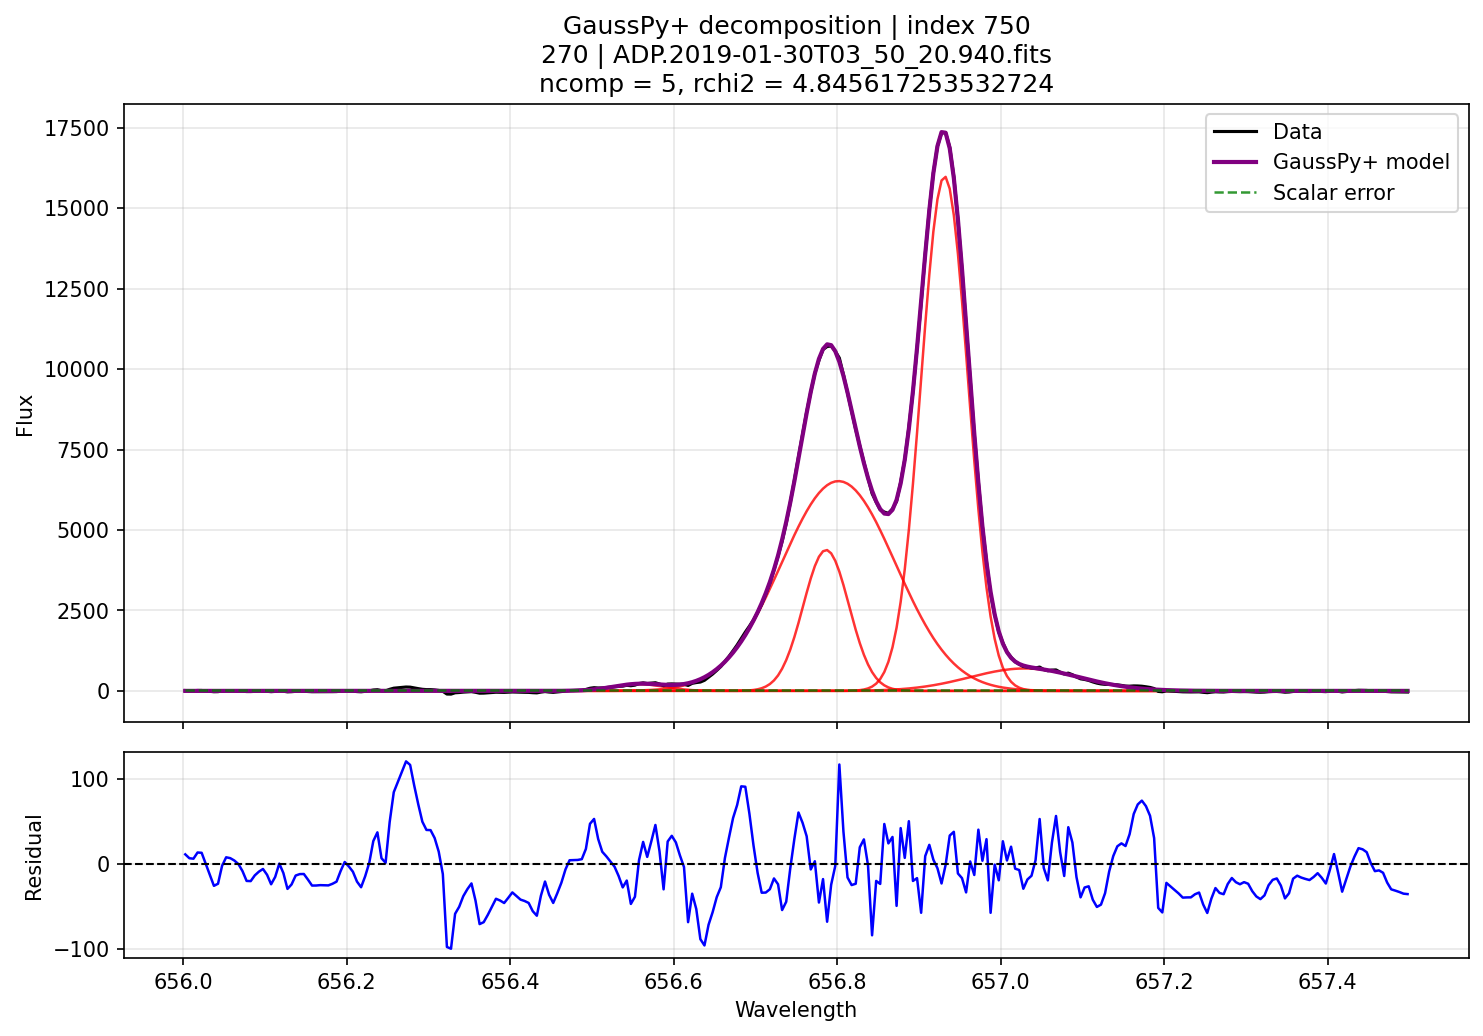 GaussPy+ decomposition | index 750
270 | ADP.2019-01-30T03_50_20.940.fits
ncomp = 5, rchi2 = 4.845617253532724
Data
GaussPy+ model
Scalar error
Flux
17500
15000
12500
10000
7500
5000
2500
0
Residual
100
0
−100
656.0 656.2 656.4 656.6 656.8 657.0 657.2 657.4
Wavelength